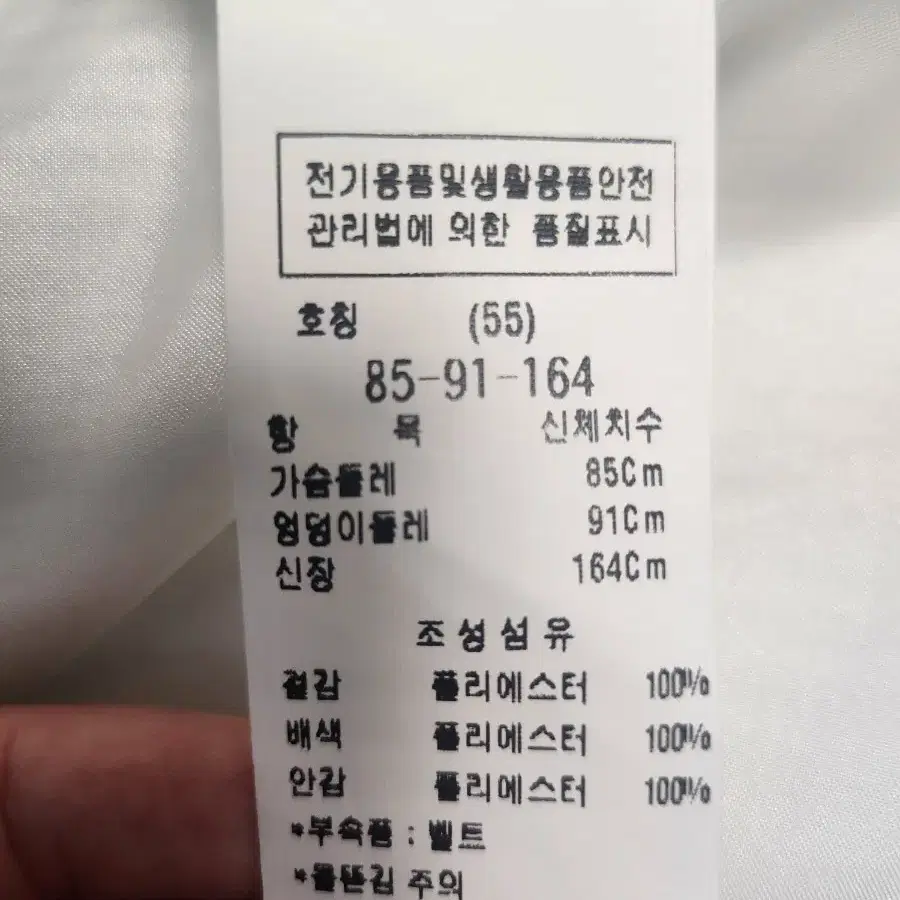 전기용품및생활용품안전
관리법에 의한 품질표시
호칭 (55)
85-91-164
항 목 신체치수
가슴둘레 85Cm
엉덩이둘레 91Cm
신장 164Cm
조성섬유
겉감 폴리에스터 100%
배색 폴리에스터 100%
안감 폴리에스터 100%
*부속품 : 벨트
*올뜯김 주의